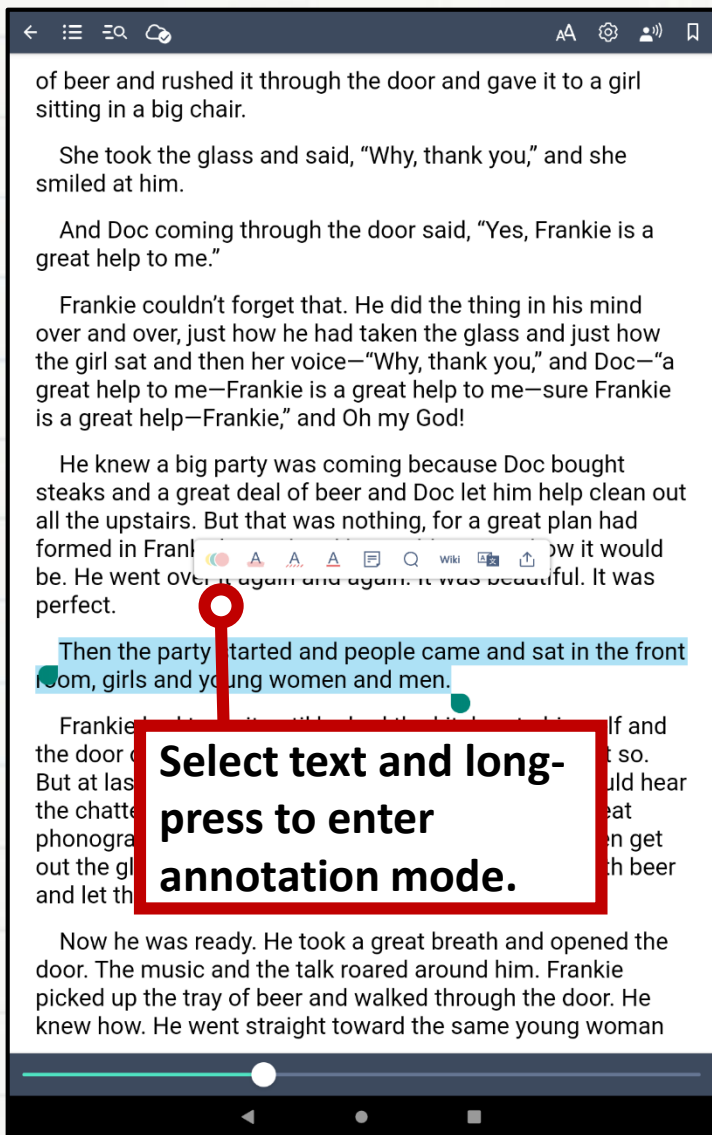 AA
of beer and rushed it through the door and gave it to a girl
sitting in a big chair.
She took the glass and said, “Why, thank you,” and she
smiled at him.
And Doc coming through the door said, “Yes, Frankie is a
great help to me.”
Frankie couldn’t forget that. He did the thing in his mind
over and over, just how he had taken the glass and just how
the girl sat and then her voice—“Why, thank you,” and Doc—“a
great help to me—Frankie is a great help to me—sure Frankie
is a great help—Frankie,” and Oh my God!
He knew a big party was coming because Doc bought
steaks and a great deal of beer and Doc let him help clean out
all the upstairs. But that was nothing, for a great plan had
formed in Frank ow it would
A A A Wiki
be. He went over it again and again. It was beautiful. It was
perfect.
Then the party started and people came and sat in the front
room, girls and young women and men.
Frankie lf and
the door t so.
But at las uld hear
the chatte eat
phonogra n get
out the gl th beer
and let th
Select text and long-
press to enter
annotation mode.
Now he was ready. He took a great breath and opened the
door. The music and the talk roared around him. Frankie
picked up the tray of beer and walked through the door. He
knew how. He went straight toward the same young woman